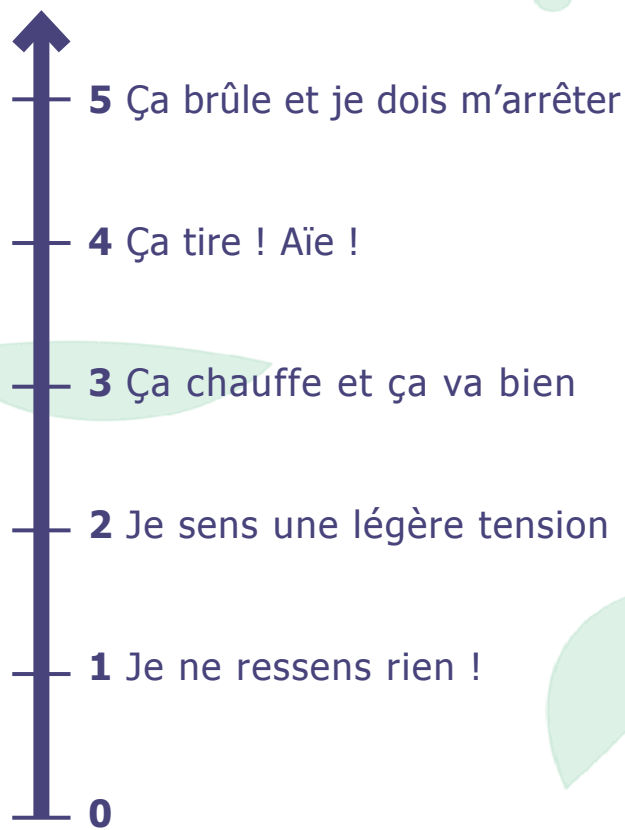 5 Ça brûle et je dois m’arrêter
4 Ça tire ! Aïe !
3 Ça chauffe et ça va bien
2 Je sens une légère tension
1 Je ne ressens rien !
0